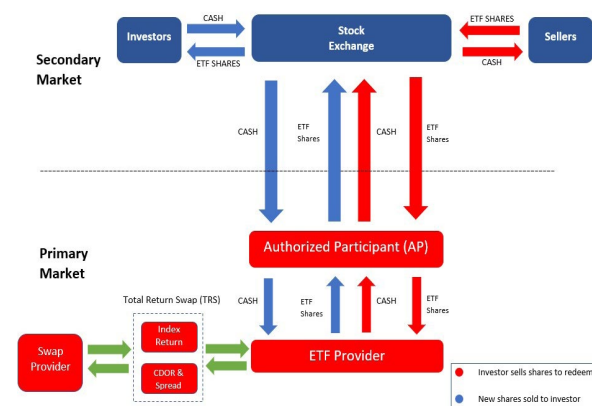 CASH
ETF SHARES
Investors
Stock
Exchange
Sellers
ETF SHARES
CASH
Secondary
Market
CASH
ETF
Shares
CASH
ETF
Shares
Primary
Market
Authorized Participant (AP)
Total Return Swap (TRS)
CASH
ETF
Shares
CASH
ETF
Shares
Index
Return
Swap
Provider
CDOR &
Spread
ETF Provider
Investor sells shares to redeem
New shares sold to investor